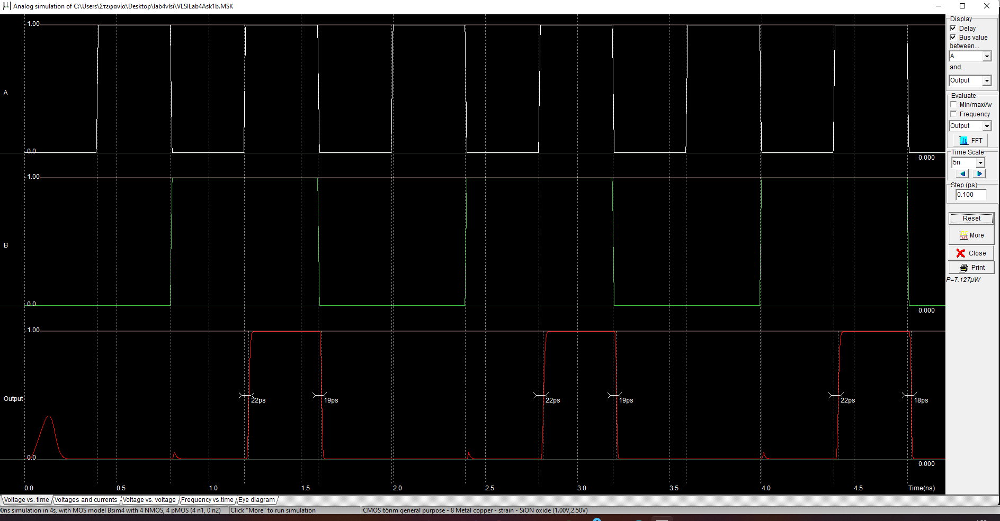 Analog simulation of C:\Users\Στεφανία\Desktop\lab4vlsi\VLSILab4Ask1b.MSK
1.00
A
0.0
0.000
1.00
B
0.0
0.000
1.00
22ps
19ps
22ps
19ps
22ps
18ps
Output
0.0
0.000
0.0 0.5 1.0 1.5 2.0 2.5 3.0 3.5 4.0 4.5 Time(ns)
Display
Delay
Bus value
between...
A
and...
Output
Evaluate
Min/max/Av
Frequency
Output
FFT
Time Scale
5n
Step (ps)
0.100
Reset
More
Close
Print
P=7.127µW
Voltage vs. time Voltages and currents Voltage vs. voltage Frequency vs.time Eye diagram
0ns simulation in 4s, with MOS model Bsim4 with 4 NMOS, 4 pMOS (4 n1, 0 n2) Click "More" to run simulation CMOS 65nm general purpose - 8 Metal copper - strain - SiON oxide (1.00V,2.50V)